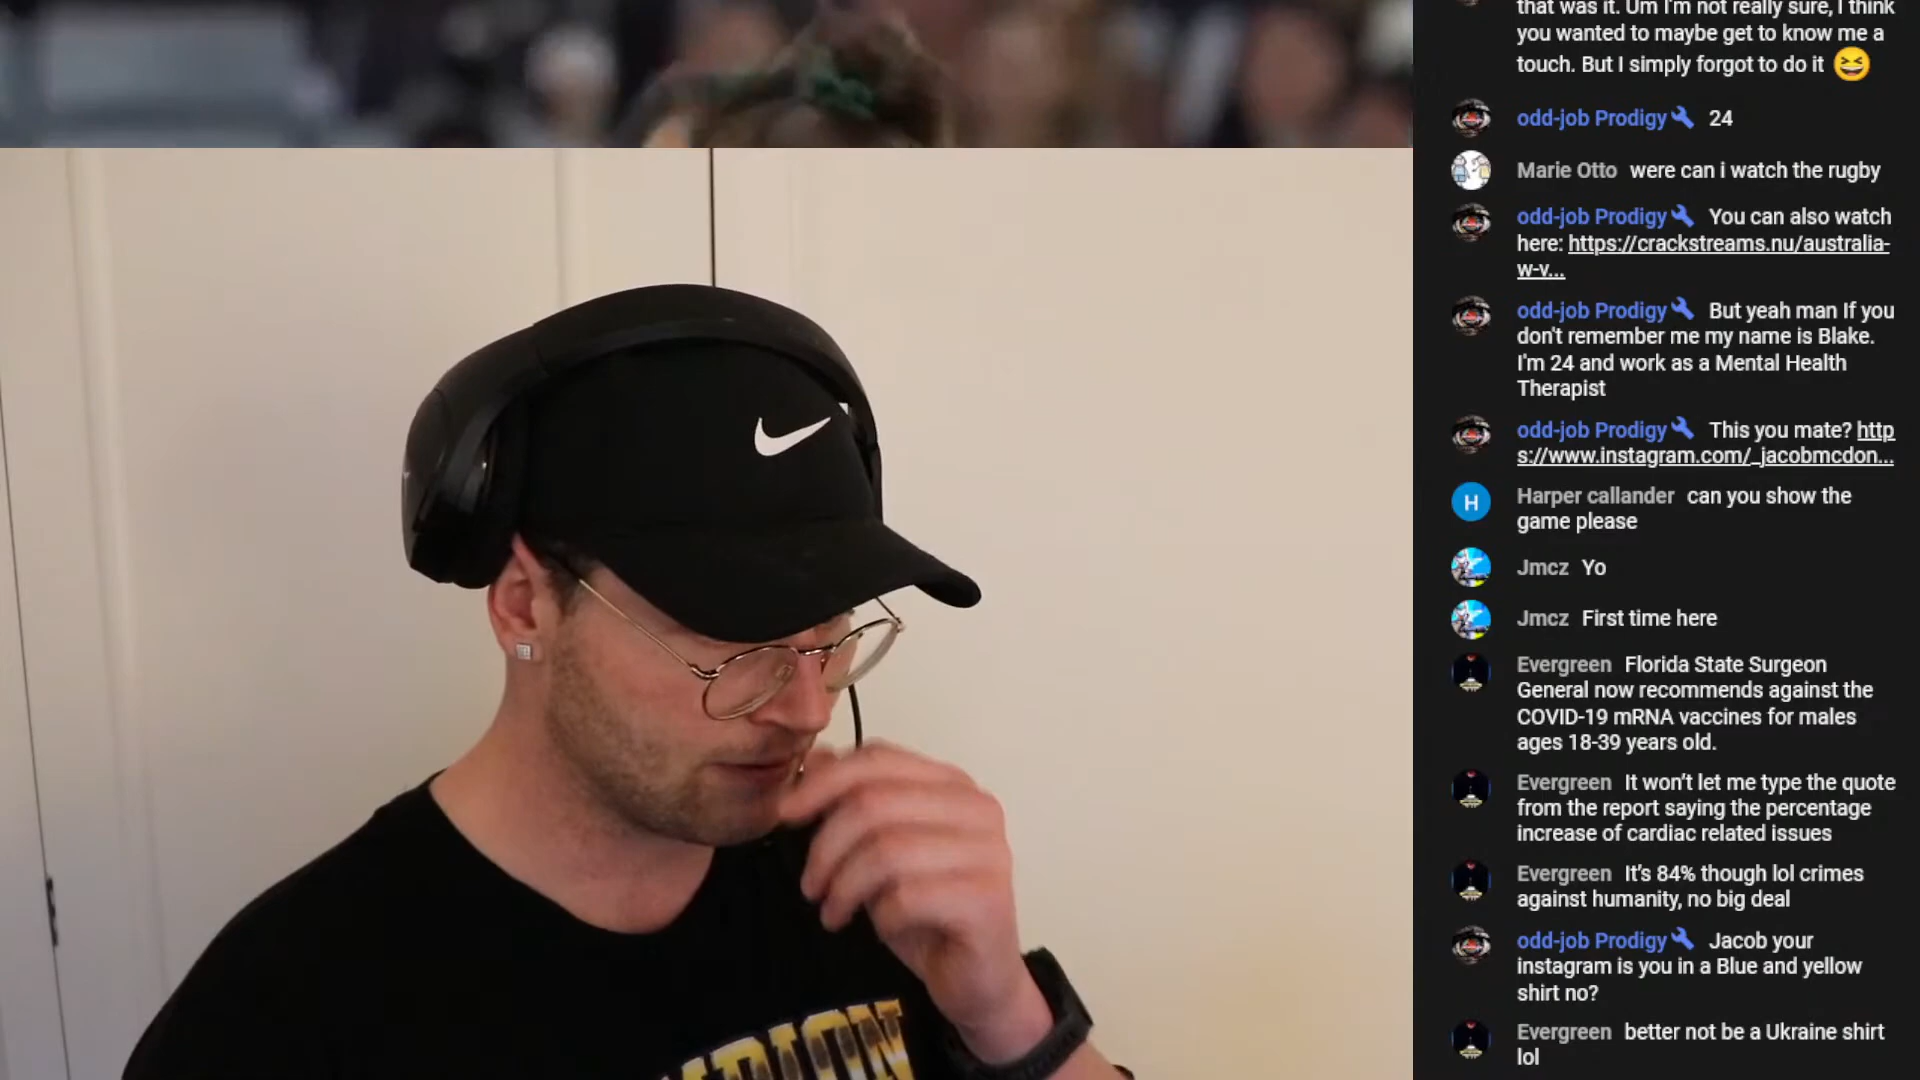 that was it. Um I'm not really sure, I think
you wanted to maybe get to know me a
touch. But I simply forgot to do it 😆
odd-job Prodigy 24
Marie Otto were can i watch the rugby
odd-job Prodigy You can also watch
here: https://crackstreams.nu/australia-
w-v...
odd-job Prodigy But yeah man If you
don't remember me my name is Blake.
I'm 24 and work as a Mental Health
Therapist
odd-job Prodigy This you mate? http
s://www.instagram.com/_jacobmcdon...
H
Harper callander can you show the
game please
Jmcz Yo
Jmcz First time here
Evergreen Florida State Surgeon
General now recommends against the
COVID-19 mRNA vaccines for males
ages 18-39 years old.
Evergreen It won’t let me type the quote
from the report saying the percentage
increase of cardiac related issues
Evergreen It’s 84% though lol crimes
against humanity, no big deal
odd-job Prodigy Jacob your
instagram is you in a Blue and yellow
shirt no?
Evergreen better not be a Ukraine shirt
lol